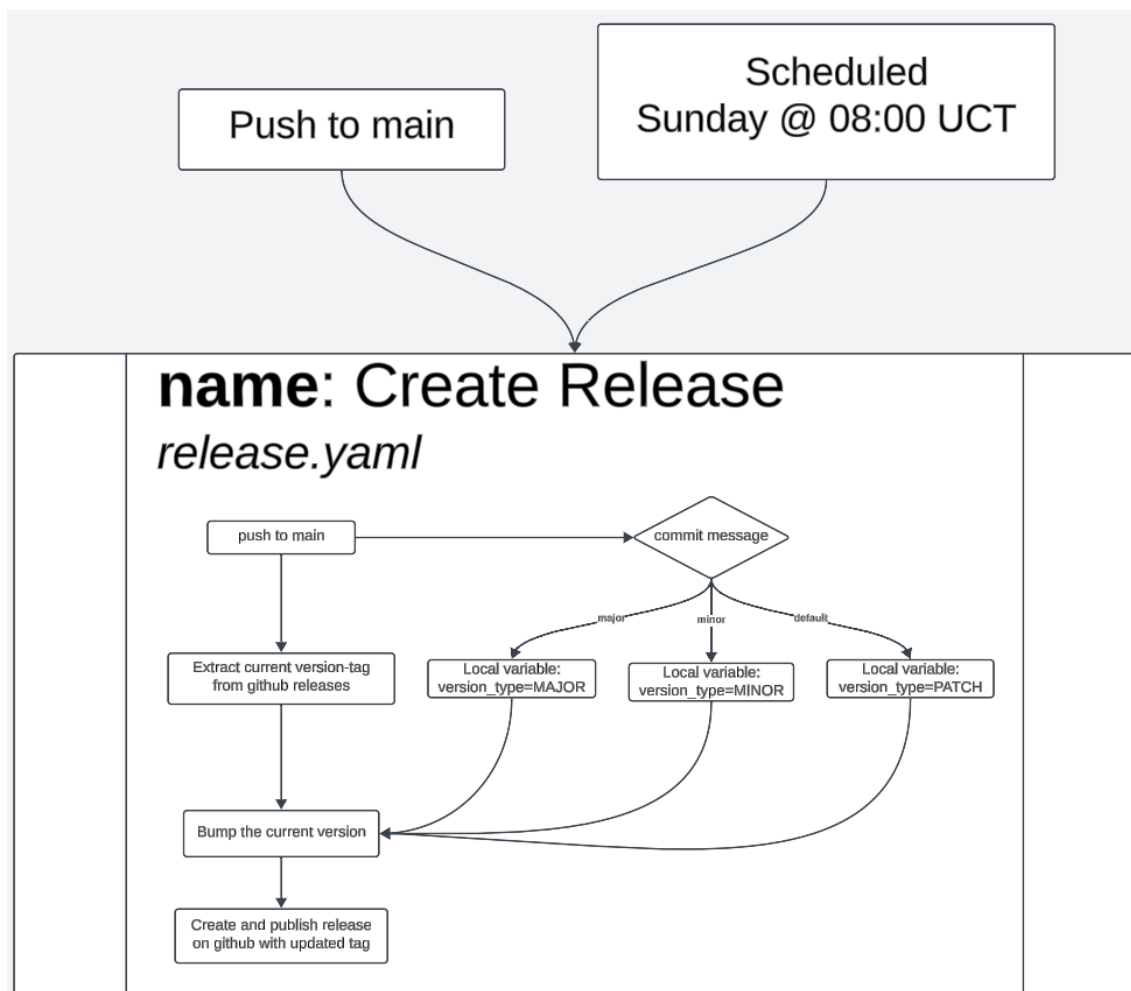 Push to main
Scheduled
Sunday @ 08:00 UCT
name: Create Release
release.yaml
push to main
commit message
major
minor
default
Extract current version-tag
from github releases
Local variable:
version_type=MAJOR
Local variable:
version_type=MINOR
Local variable:
version_type=PATCH
Bump the current version
Create and publish release
on github with updated tag